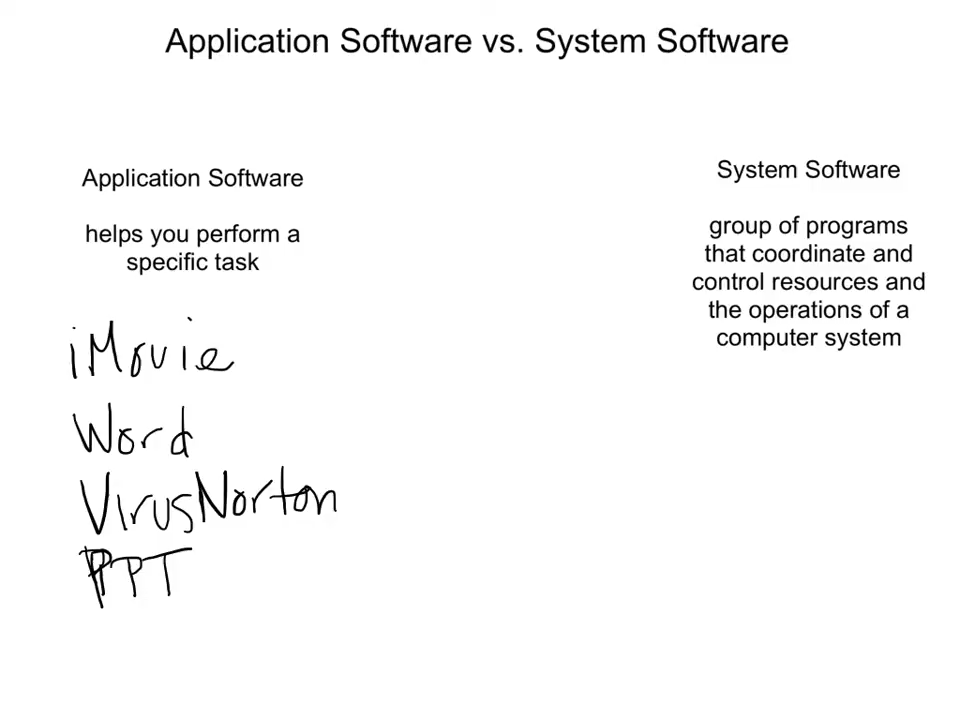 Application Software vs. System Software
Application Software
helps you perform a
specific task
iMovie
Word
VirusNorton
PPT
System Software
group of programs
that coordinate and
control resources and
the operations of a
computer system